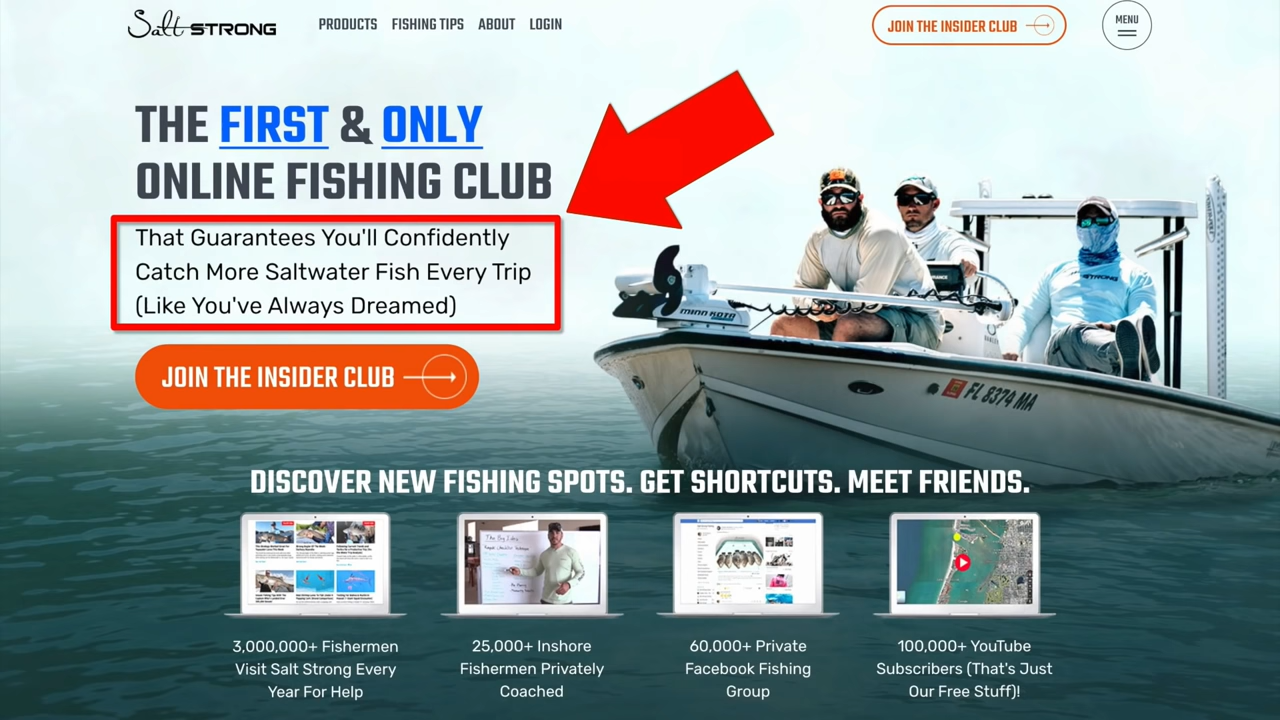 Salt STRONG
PRODUCTS FISHING TIPS ABOUT LOGIN
JOIN THE INSIDER CLUB
MENU
THE FIRST & ONLY
ONLINE FISHING CLUB
That Guarantees You'll Confidently
Catch More Saltwater Fish Every Trip
(Like You've Always Dreamed)
JOIN THE INSIDER CLUB
MINN KOTA
STRONG
FL 8374 MA
DISCOVER NEW FISHING SPOTS. GET SHORTCUTS. MEET FRIENDS.
The Big Idea
3,000,000+ Fishermen
Visit Salt Strong Every
Year For Help
25,000+ Inshore
Fishermen Privately
Coached
60,000+ Private
Facebook Fishing
Group
100,000+ YouTube
Subscribers (That's Just
Our Free Stuff)!